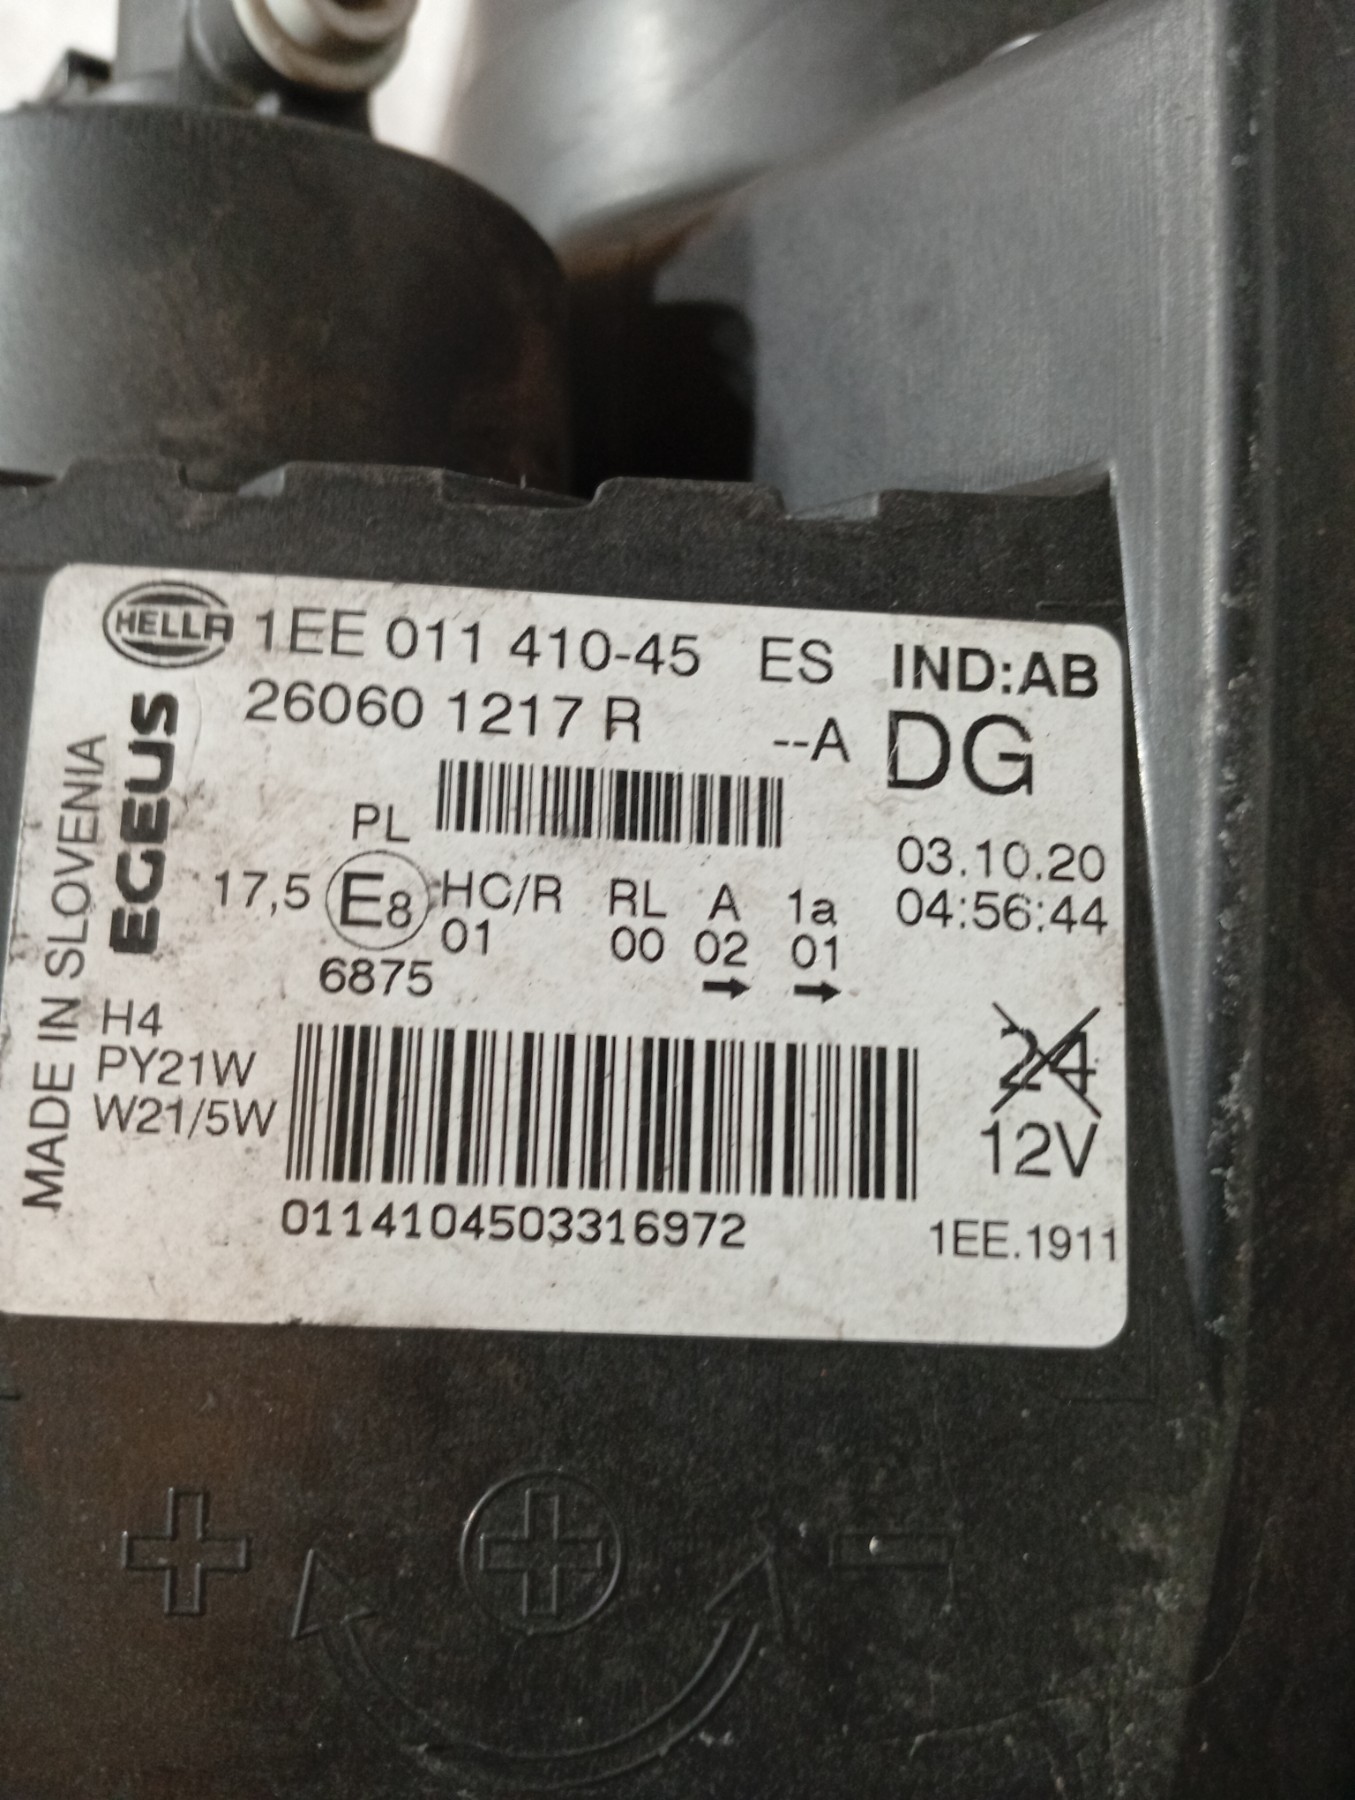 HELLA 1EE 011 410-45 ES IND:AB
26060 1217 R --A DG
MADE IN SLOVENIA
EGEUS
PL
03.10.20
17,5 E8 HC/R RL A 1a 04:56:44
01 00 02 01
6875
H4
PY21W
W21/5W
24
12V
0114104503316972
1EE.1911